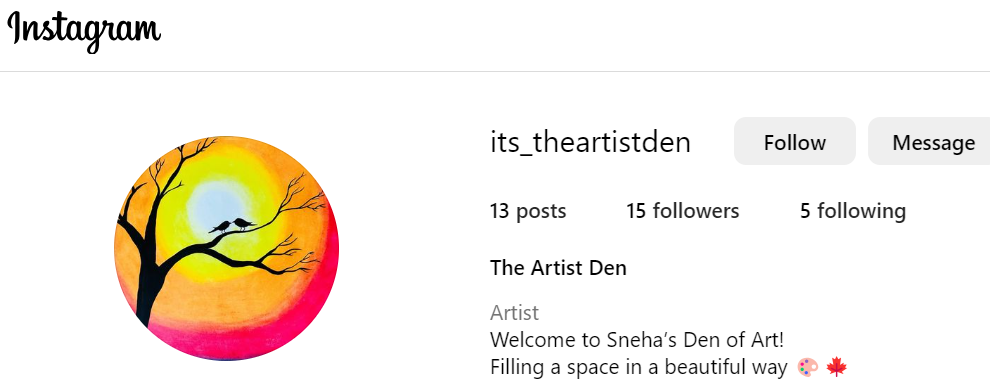 Instagram
its_theartistden Follow Message
13 posts 15 followers 5 following
The Artist Den
Artist
Welcome to Sneha’s Den of Art!
Filling a space in a beautiful way 🎨 🍁